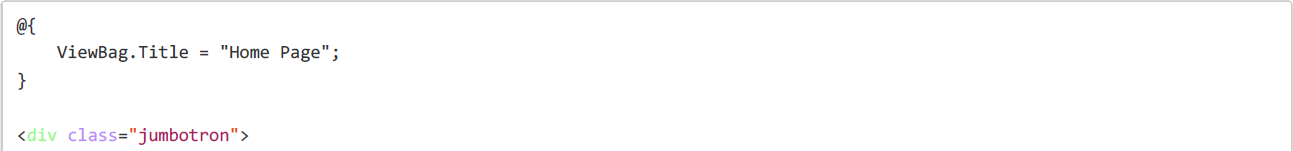 @{
    ViewBag.Title = "Home Page";
}
<div class="jumbotron">